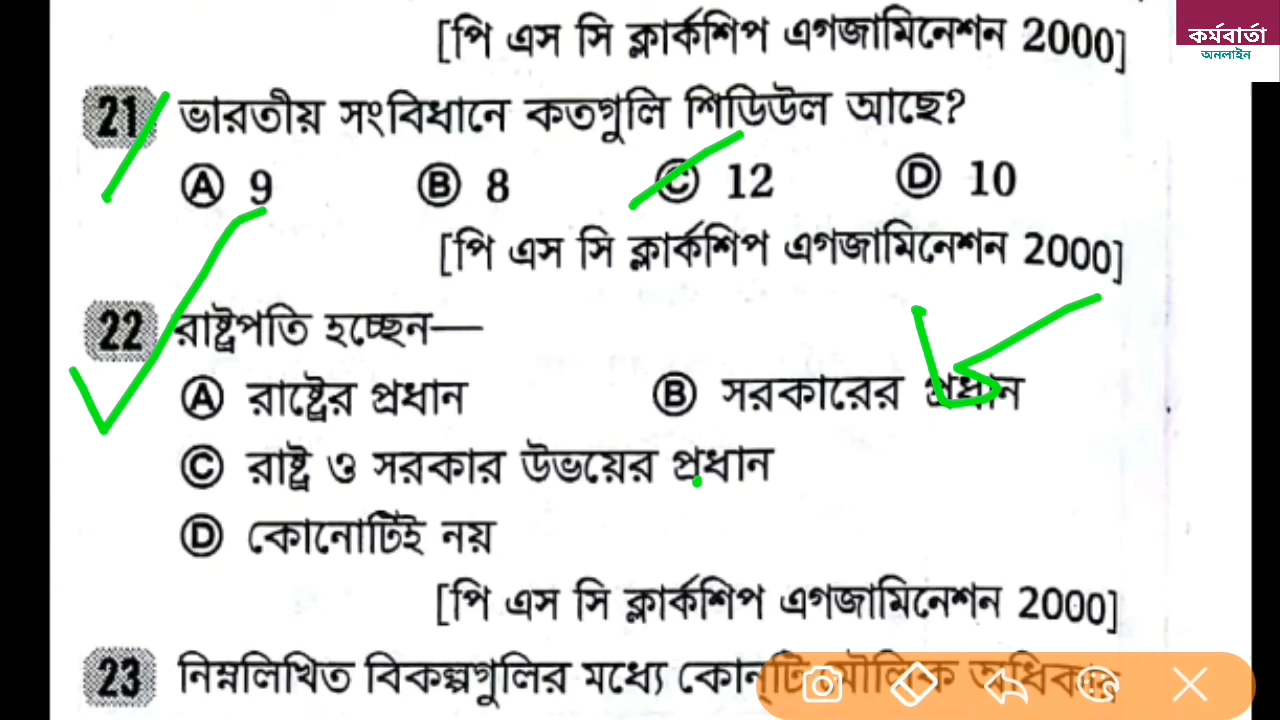 [পি এস সি ক্লার্কশিপ এগজামিনেশন 2000]
কর্মবার্তা
অনলাইন
21 ভারতীয় সংবিধানে কতগুলি শিডিউল আছে?
Ⓐ 9 Ⓑ 8 Ⓒ 12 Ⓓ 10
[পি এস সি ক্লার্কশিপ এগজামিনেশন 2000]
22 রাষ্ট্রপতি হচ্ছেন—
Ⓐ রাষ্ট্রের প্রধান Ⓑ সরকারের প্রধান
Ⓒ রাষ্ট্র ও সরকার উভয়ের প্রধান
Ⓓ কোনোটিই নয়
[পি এস সি ক্লার্কশিপ এগজামিনেশন 2000]
23 নিম্নলিখিত বিকল্পগুলির মধ্যে কোন্‌টি মৌলিক অধিকার